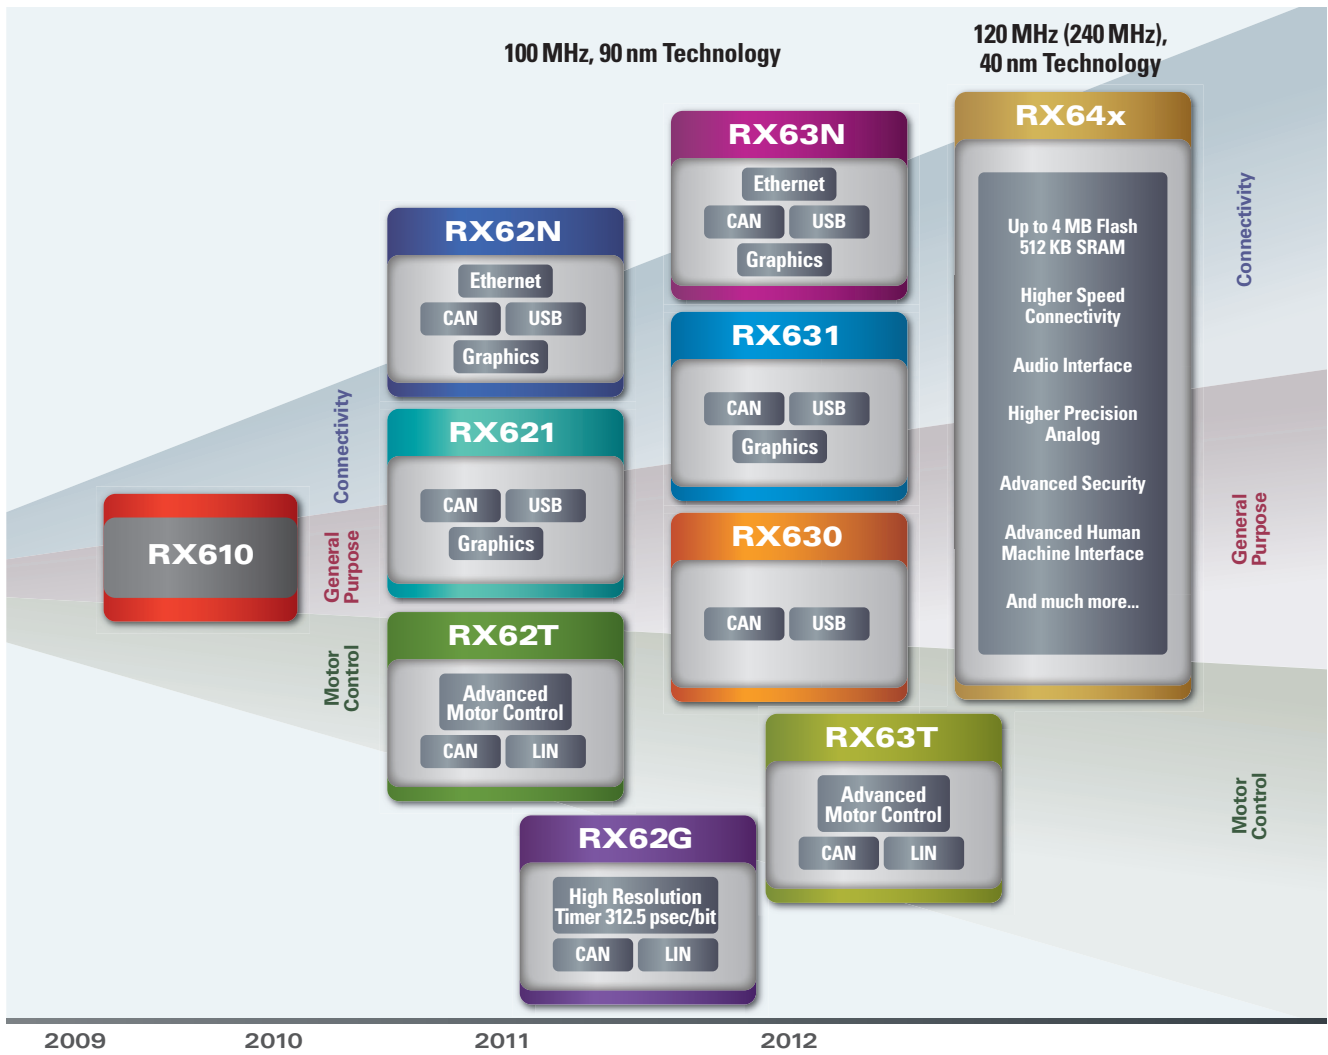 100 MHz, 90 nm Technology
120 MHz (240 MHz),
40 nm Technology
RX610
Connectivity
General
Purpose
Motor
Control
RX62N
Ethernet
CAN
USB
Graphics
RX621
CAN
USB
Graphics
RX62T
Advanced
Motor Control
CAN
LIN
RX62G
High Resolution
Timer 312.5 psec/bit
CAN
LIN
RX63N
Ethernet
CAN
USB
Graphics
RX631
CAN
USB
Graphics
RX630
CAN
USB
RX63T
Advanced
Motor Control
CAN
LIN
RX64x
Up to 4 MB Flash
512 KB SRAM
Higher Speed
Connectivity
Audio Interface
Higher Precision
Analog
Advanced Security
Advanced Human
Machine Interface
And much more...
Connectivity
General
Purpose
Motor
Control
2009
2010
2011
2012